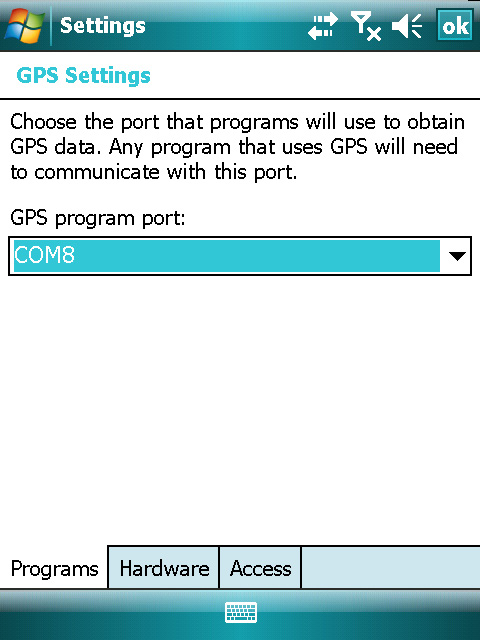 Settings
ok
GPS Settings
Choose the port that programs will use to obtain
GPS data. Any program that uses GPS will need
to communicate with this port.
GPS program port:
COM8
Programs
Hardware
Access